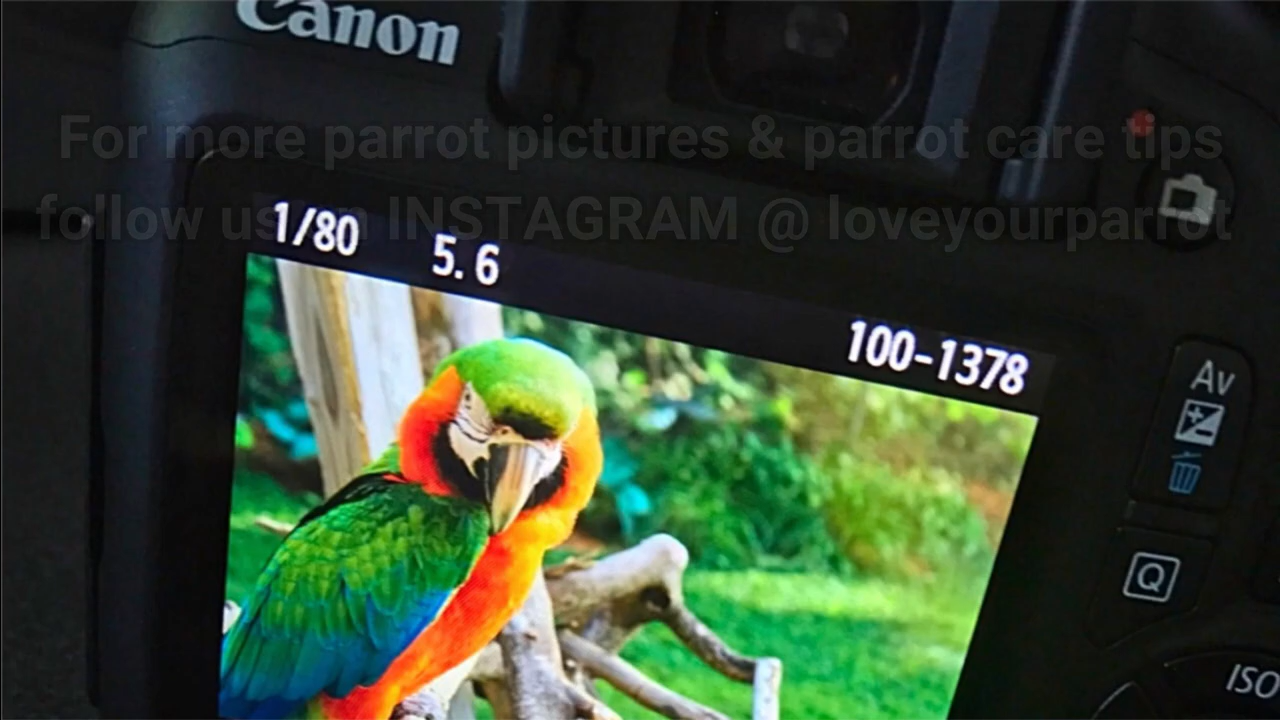 Canon
For more parrot pictures & parrot care tips
follow us on INSTAGRAM @ loveyourparrot
1/80 5.6
100-1378
Av
Q
ISO